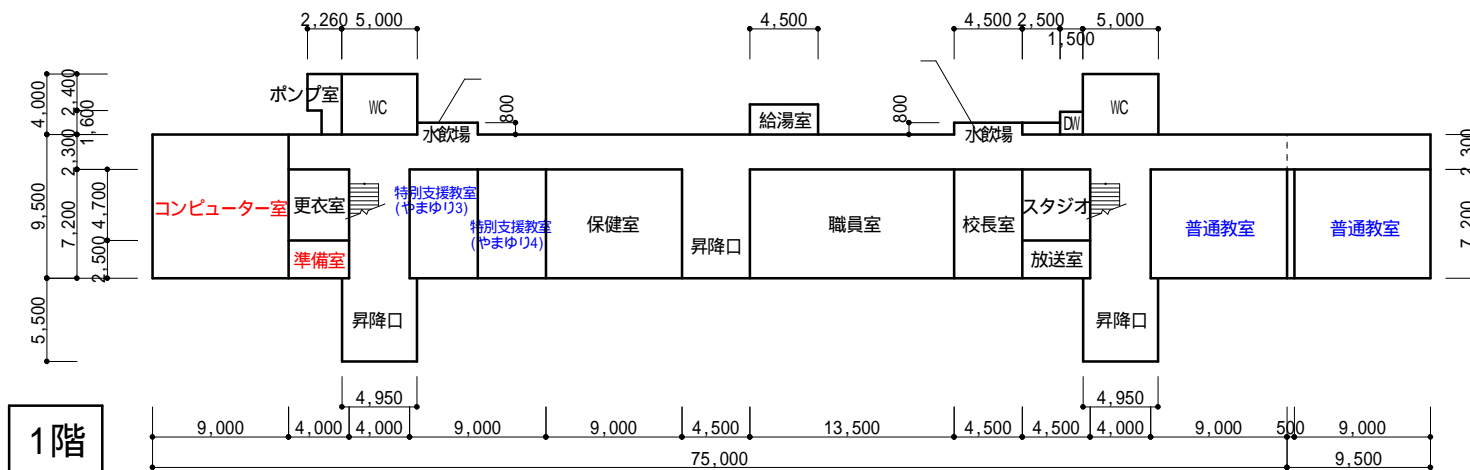 2,260 5,000 4,500 4,500 2,500 5,000
1,500
4,000
2,400
1,600
ポンプ室
WC
水飲場
800
給湯室
800
水飲場
DW
WC
9,500
2,300
7,200
4,700
2,500
2,300
7,200
コンピューター室
更衣室
準備室
特別支援教室
(やまゆり3)
特別支援教室
(やまゆり4)
保健室
昇降口
職員室
校長室
スタジオ
放送室
普通教室
普通教室
5,500
昇降口
昇降口
4,950 4,950
9,000 4,000 4,000 9,000 9,000 4,500 13,500 4,500 4,500 4,000 9,000 500 9,000
75,000 9,500
1階